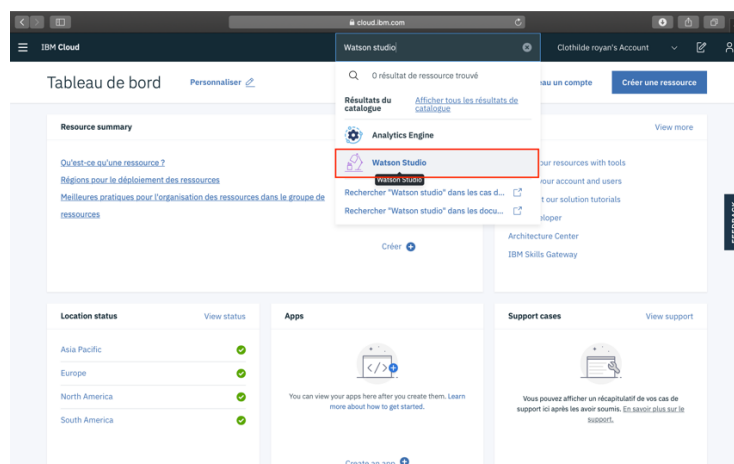 cloud.ibm.com
IBM Cloud
Watson studio
Clothilde royan's Account
Tableau de bord
Personnaliser
au un compte
Créer une ressource
0 résultat de ressource trouvé
Résultats du catalogue
Afficher tous les résultats de catalogue
Analytics Engine
Watson Studio
Watson Studio
Rechercher "Watson studio" dans les cas d...
Rechercher "Watson studio" dans les docu...
Resource summary
View more
Qu'est-ce qu'une ressource ?
Régions pour le déploiement des ressources
Meilleures pratiques pour l'organisation des ressources dans le groupe de
ressources
Créer
our resources with tools
your account and users
t our solution tutorials
eloper
Architecture Center
IBM Skills Gateway
FEEDBACK
Location status
View status
Asia Pacific
Europe
North America
South America
Apps
You can view your apps here after you create them. Learn
more about how to get started.
Create an app
Support cases
View support
Vous pouvez afficher un récapitulatif de vos cas de
support ici après les avoir soumis. En savoir plus sur le
support.